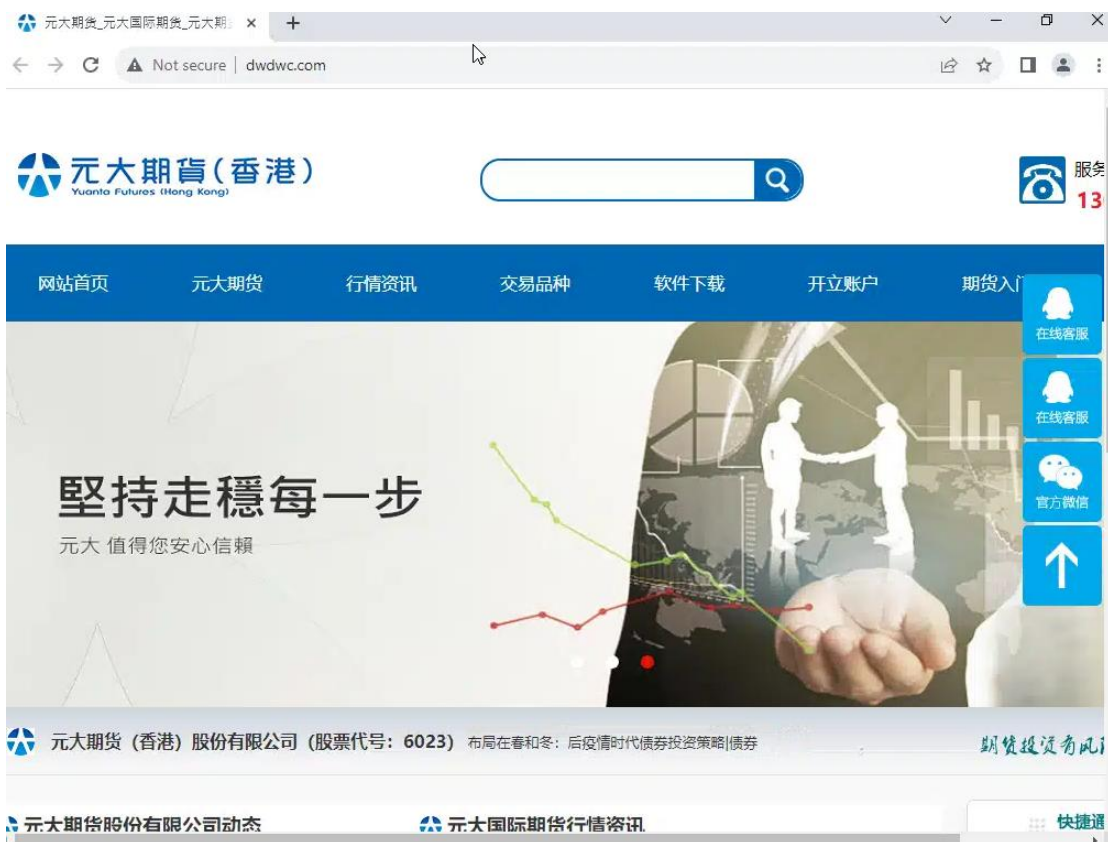 元大期货_元大国际期货_元大期
Not secure | dwdwc.com
元大期貨(香港)
Yuanta Futures (Hong Kong)
服务
13
网站首页 元大期货 行情资讯 交易品种 软件下载 开立账户 期货入门
在线客服
在线客服
官方微信
堅持走穩每一步
元大 值得您安心信賴
元大期货（香港）股份有限公司（股票代号：6023） 布局在春和冬：后疫情时代债券投资策略|债券
期货投资有风
元大期货股份有限公司动态 元大国际期货行情资讯 快捷通